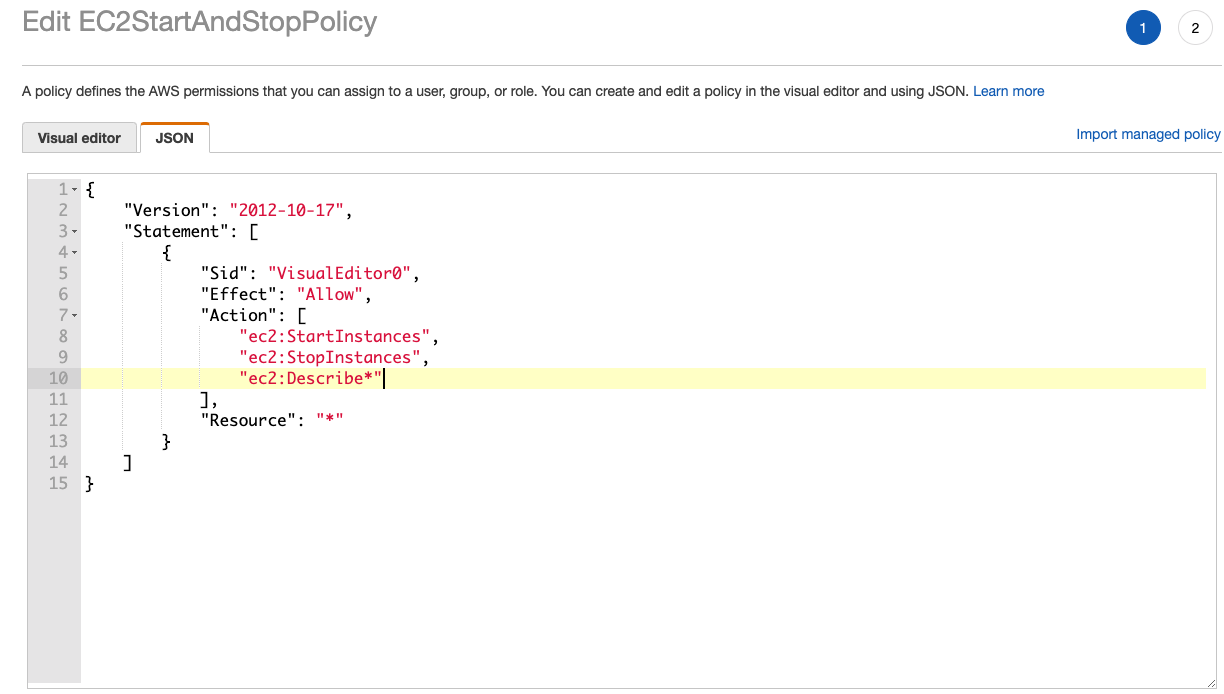 Edit EC2StartAndStopPolicy
1
2
A policy defines the AWS permissions that you can assign to a user, group, or role. You can create and edit a policy in the visual editor and using JSON. Learn more
Visual editor
JSON
Import managed policy
1 {
2     "Version": "2012-10-17",
3     "Statement": [
4         {
5             "Sid": "VisualEditor0",
6             "Effect": "Allow",
7             "Action": [
8                 "ec2:StartInstances",
9                 "ec2:StopInstances",
10                 "ec2:Describe*"
11             ],
12             "Resource": "*"
13         }
14     ]
15 }